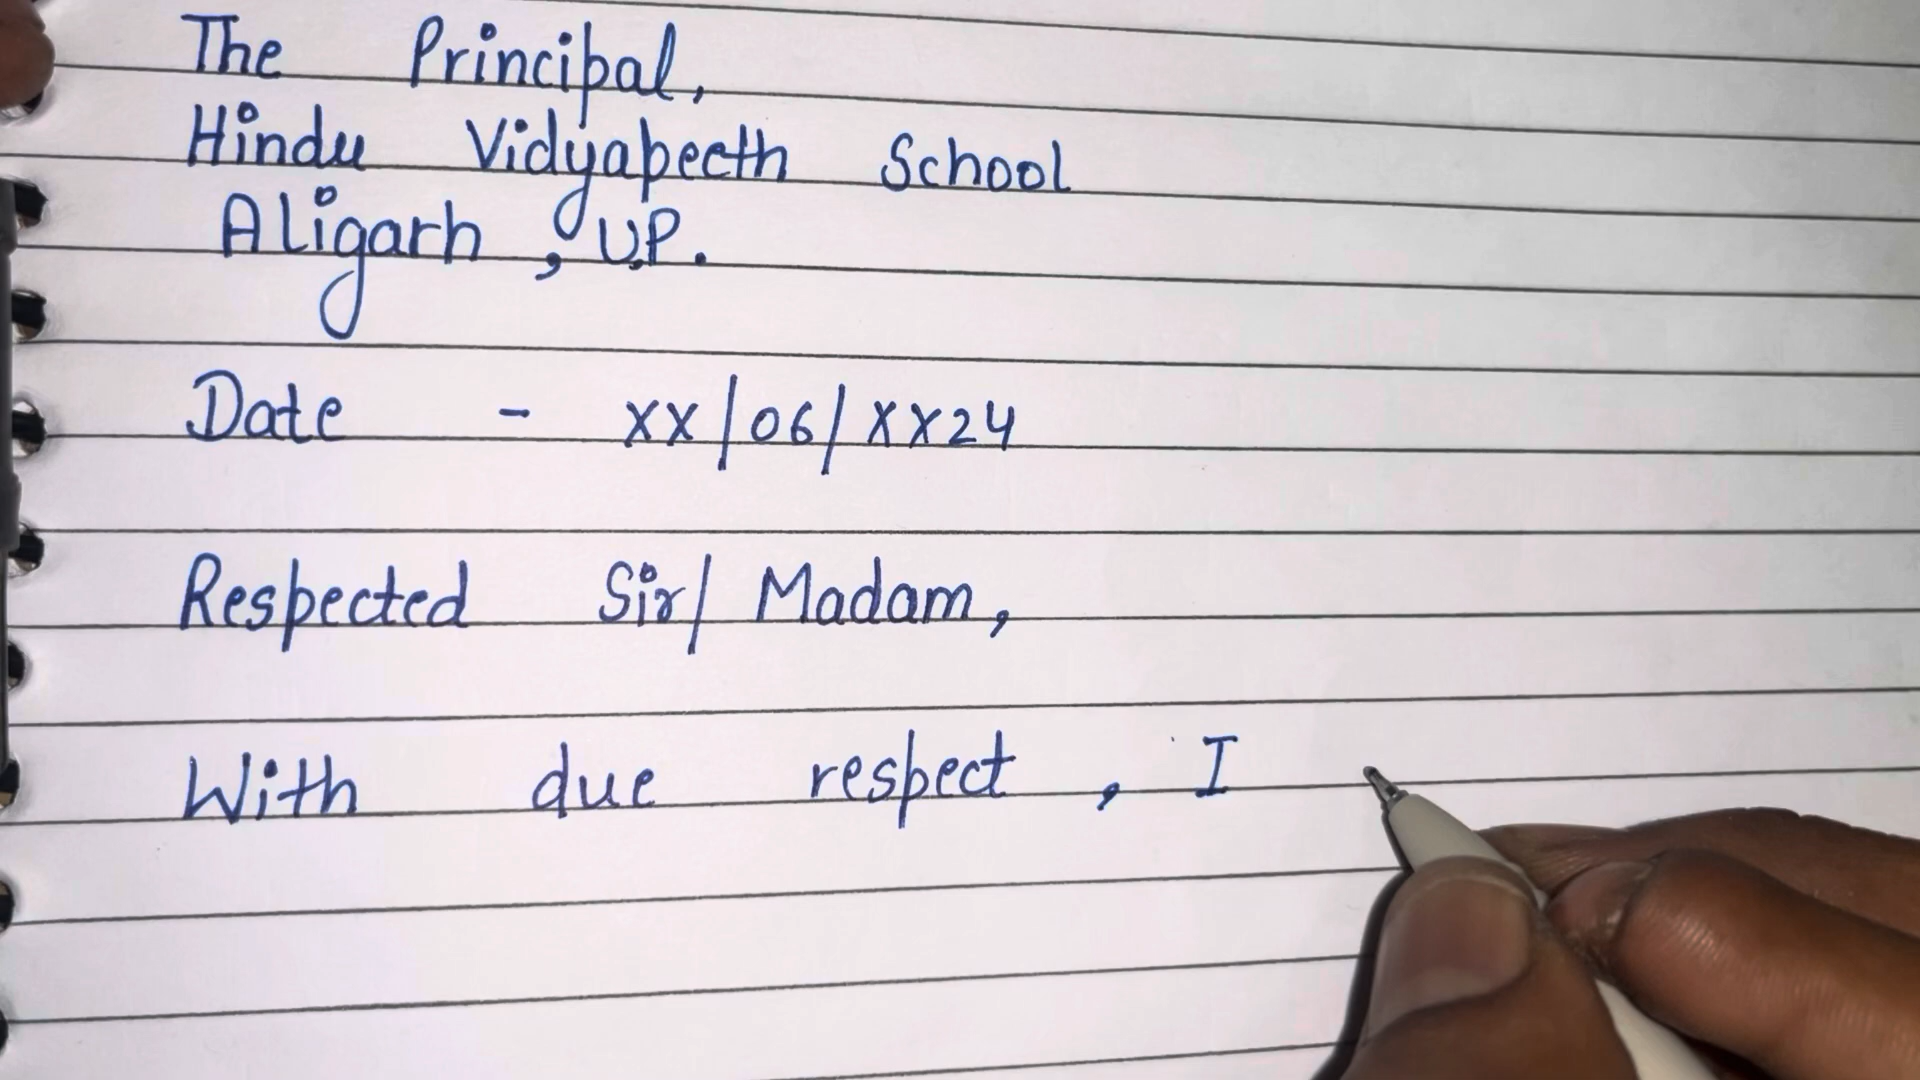 The Principal,
Hindu Vidyapeeth School
Aligarh, U.P.
Date - XX/06/XX24
Respected Sir/ Madam,
With due respect, I